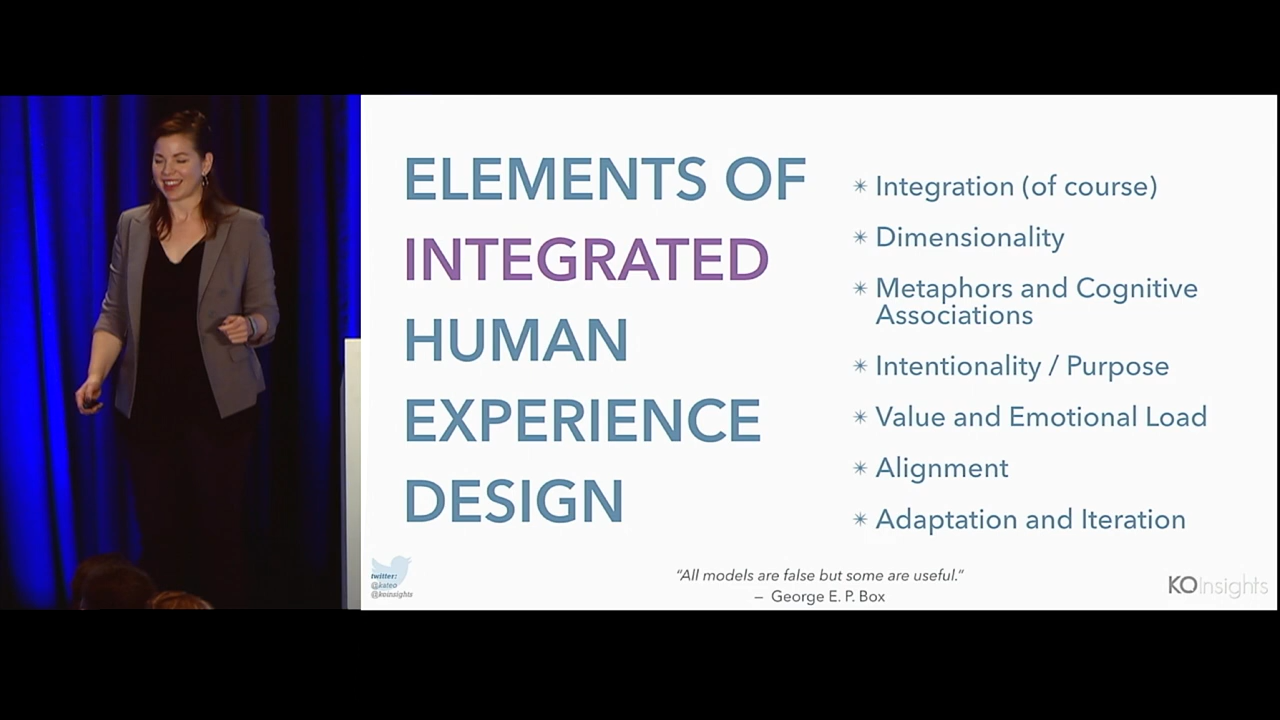 ELEMENTS OF
INTEGRATED
HUMAN
EXPERIENCE
DESIGN
✴ Integration (of course)
✴ Dimensionality
✴ Metaphors and Cognitive
Associations
✴ Intentionality / Purpose
✴ Value and Emotional Load
✴ Alignment
✴ Adaptation and Iteration
twitter:
@kateo
@koinsights
“All models are false but some are useful.”
— George E. P. Box
KOInsights